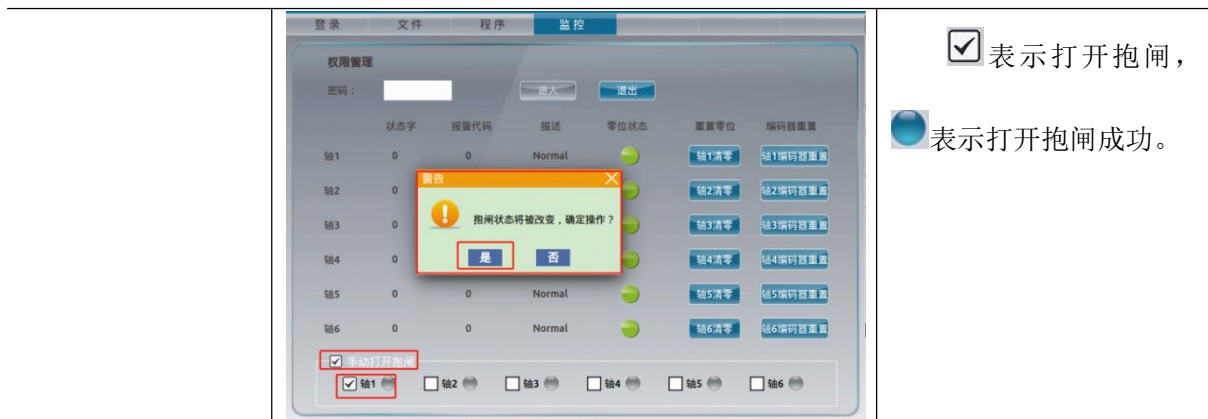 登录 文件 程序 监控
权限管理
密码： 进入 退出
状态字 报警代码 描述 零位状态 重置零位 编码器重置
轴1 0 0 Normal 轴1清零 轴1编码器重置
警告
轴2 0 轴2清零 轴2编码器重置
抱闸状态将被改变，确定操作？
轴3 0 轴3清零 轴3编码器重置
是 否
轴4 0 轴4清零 轴4编码器重置
轴5 0 0 Normal 轴5清零 轴5编码器重置
轴6 0 0 Normal 轴6清零 轴6编码器重置
手动打开抱闸
轴1 轴2 轴3 轴4 轴5 轴6
表示打开抱闸，
表示打开抱闸成功。